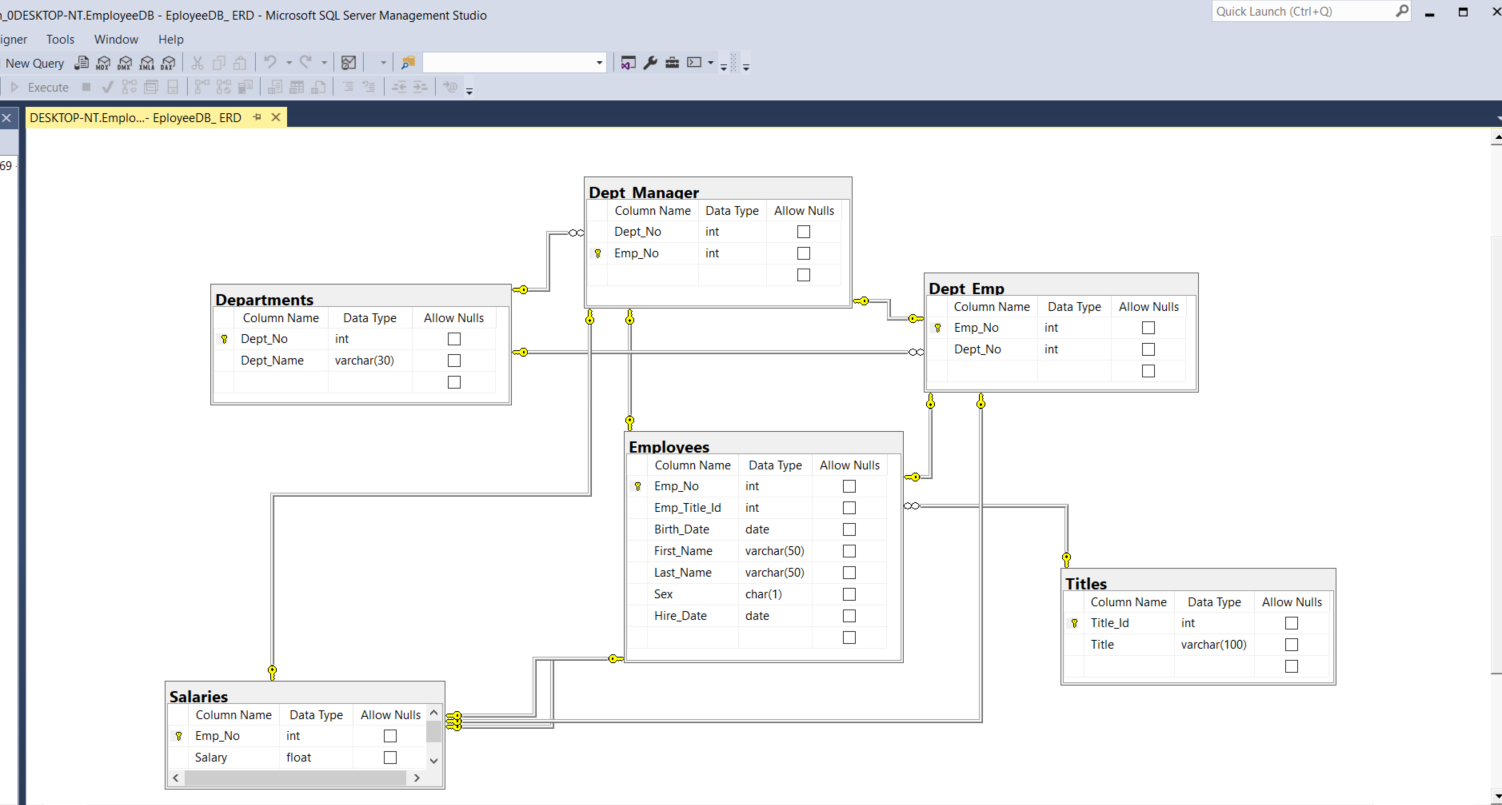 n_0DESKTOP-NT.EmployeeDB - EployeeDB_ ERD - Microsoft SQL Server Management Studio
Quick Launch (Ctrl+Q)
igner Tools Window Help
New Query MDX DMX XMLA DAX
Execute
DESKTOP-NT.Emplo...- EployeeDB_ ERD
69
Dept_Manager
Column Name Data Type Allow Nulls
Dept_No int
Emp_No int
Departments
Column Name Data Type Allow Nulls
Dept_No int
Dept_Name varchar(30)
Dept_Emp
Column Name Data Type Allow Nulls
Emp_No int
Dept_No int
Employees
Column Name Data Type Allow Nulls
Emp_No int
Emp_Title_Id int
Birth_Date date
First_Name varchar(50)
Last_Name varchar(50)
Sex char(1)
Hire_Date date
Titles
Column Name Data Type Allow Nulls
Title_Id int
Title varchar(100)
Salaries
Column Name Data Type Allow Nulls
Emp_No int
Salary float